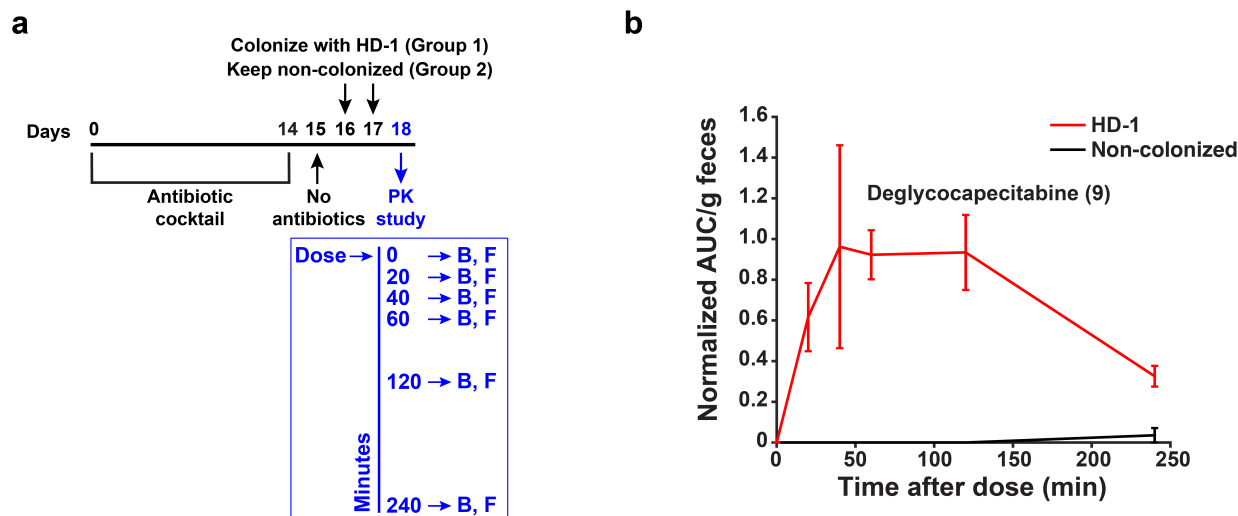 a
Colonize with HD-1 (Group 1)
Keep non-colonized (Group 2)
Days 0 14 15 16 17 18
Antibiotic
cocktail
No
antibiotics
PK
study
Dose 0 B, F
20 B, F
40 B, F
60 B, F
120 B, F
240 B, F
Minutes
b
Normalized AUC/g feces
1.6
1.4
1.2
1.0
0.8
0.6
0.4
0.2
0
HD-1
Non-colonized
Deglycocapecitabine (9)
0 50 100 150 200 250
Time after dose (min)